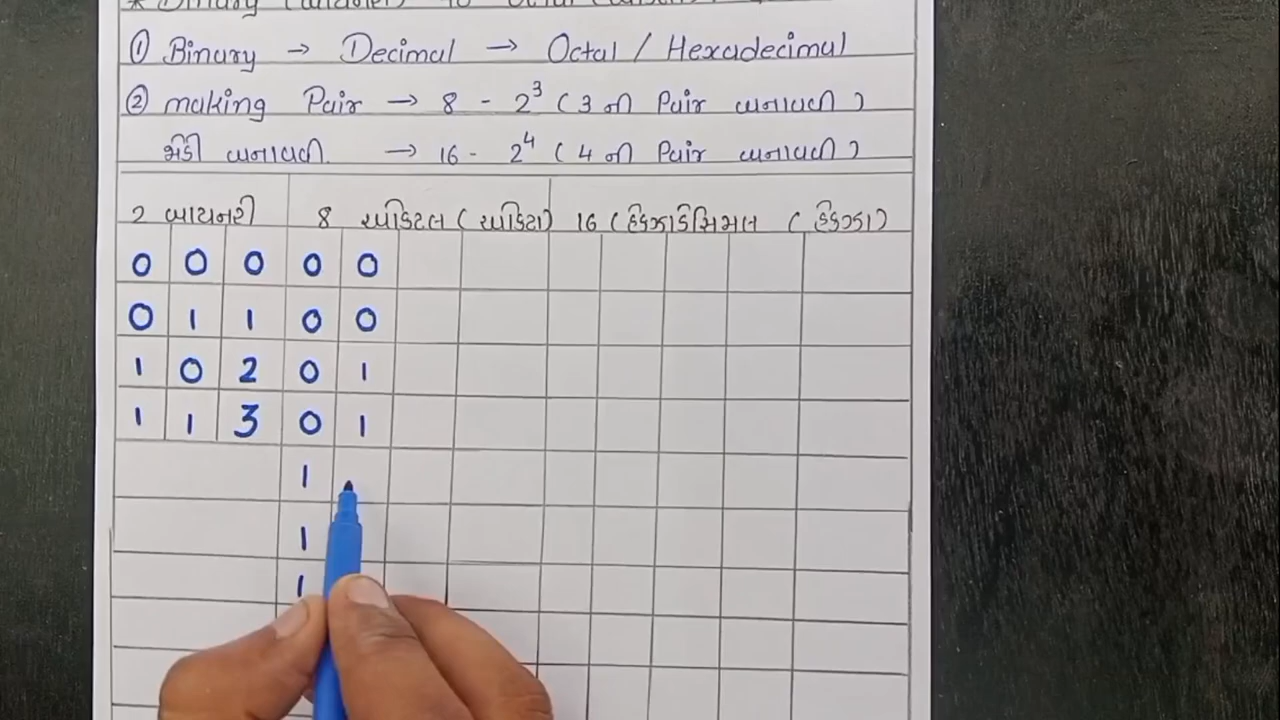 ① Binary → Decimal → Octal / Hexadecimal
② making Pair → 8 - 2³ (3 ની Pair બનાવવી)
બનાવવી. → 16 - 2⁴ (4 ની Pair બનાવવી)
2 બાયનરી 8 ઓક્ટિટલ (ઓક્ટિટા) 16 (હેક્ઝાડેસિમલ (હેક્ઝા)
0 0 0 0 0
0 1 1 0 0
1 0 2 0 1
1 1 3 0 1
1
1
1